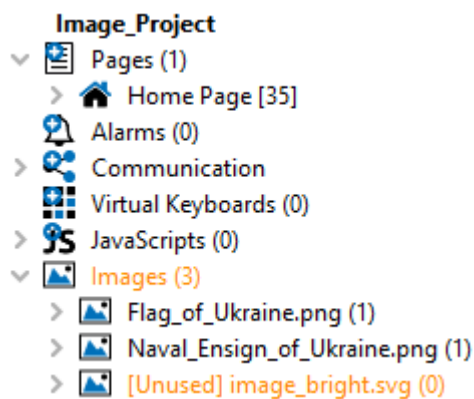 Image_Project
Pages (1)
Home Page [35]
Alarms (0)
Communication
Virtual Keyboards (0)
JavaScripts (0)
Images (3)
Flag_of_Ukraine.png (1)
Naval_Ensign_of_Ukraine.png (1)
[Unused] image_bright.svg (0)